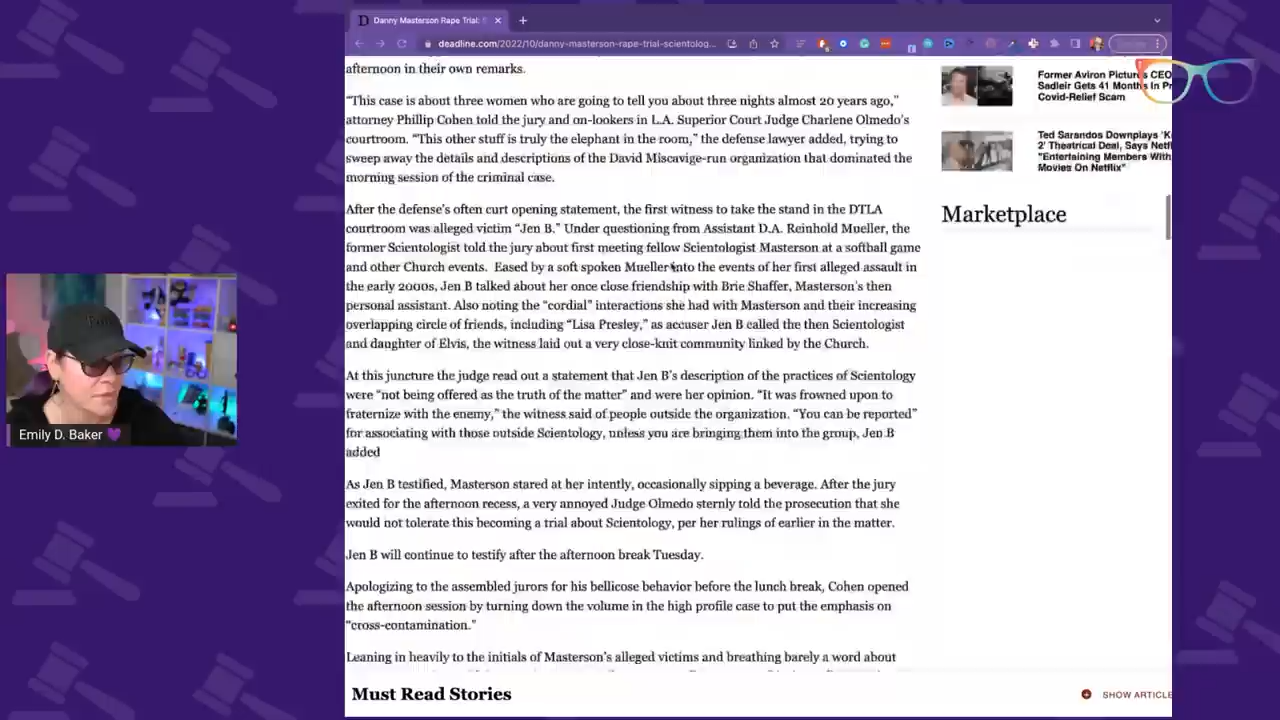 Danny Masterson Rape Trial:
deadline.com/2022/10/danny-masterson-rape-trial-scientolog...
afternoon in their own remarks.
“This case is about three women who are going to tell you about three nights almost 20 years ago,”
attorney Phillip Cohen told the jury and on-lookers in L.A. Superior Court Judge Charlene Olmedo’s
courtroom. “This other stuff is truly the elephant in the room,” the defense lawyer added, trying to
sweep away the details and descriptions of the David Miscavige-run organization that dominated the
morning session of the criminal case.
After the defense’s often curt opening statement, the first witness to take the stand in the DTLA
courtroom was alleged victim “Jen B.” Under questioning from Assistant D.A. Reinhold Mueller, the
former Scientologist told the jury about first meeting fellow Scientologist Masterson at a softball game
and other Church events.  Eased by a soft spoken Mueller into the events of her first alleged assault in
the early 2000s, Jen B talked about her once close friendship with Brie Shaffer, Masterson’s then
personal assistant. Also noting the “cordial” interactions she had with Masterson and their increasing
overlapping circle of friends, including “Lisa Presley,” as accuser Jen B called the then Scientologist
and daughter of Elvis, the witness laid out a very close-knit community linked by the Church.
At this juncture the judge read out a statement that Jen B’s description of the practices of Scientology
were “not being offered as the truth of the matter” and were her opinion. “It was frowned upon to
fraternize with the enemy,” the witness said of people outside the organization. “You can be reported”
for associating with those outside Scientology, unless you are bringing them into the group, Jen B
added
As Jen B testified, Masterson stared at her intently, occasionally sipping a beverage. After the jury
exited for the afternoon recess, a very annoyed Judge Olmedo sternly told the prosecution that she
would not tolerate this becoming a trial about Scientology, per her rulings of earlier in the matter.
Jen B will continue to testify after the afternoon break Tuesday.
Apologizing to the assembled jurors for his bellicose behavior before the lunch break, Cohen opened
the afternoon session by turning down the volume in the high profile case to put the emphasis on
“cross-contamination.”
Leaning in heavily to the initials of Masterson’s alleged victims and breathing barely a word about
Must Read Stories
SHOW ARTICLE
Former Aviron Pictures CEO
Sadleir Gets 41 Months In Pr
Covid-Relief Scam
Ted Sarandos Downplays ‘K
2’ Theatrical Deal, Says Netf
"Entertaining Members With
Movies On Netflix"
Marketplace
Emily D. Baker 💜